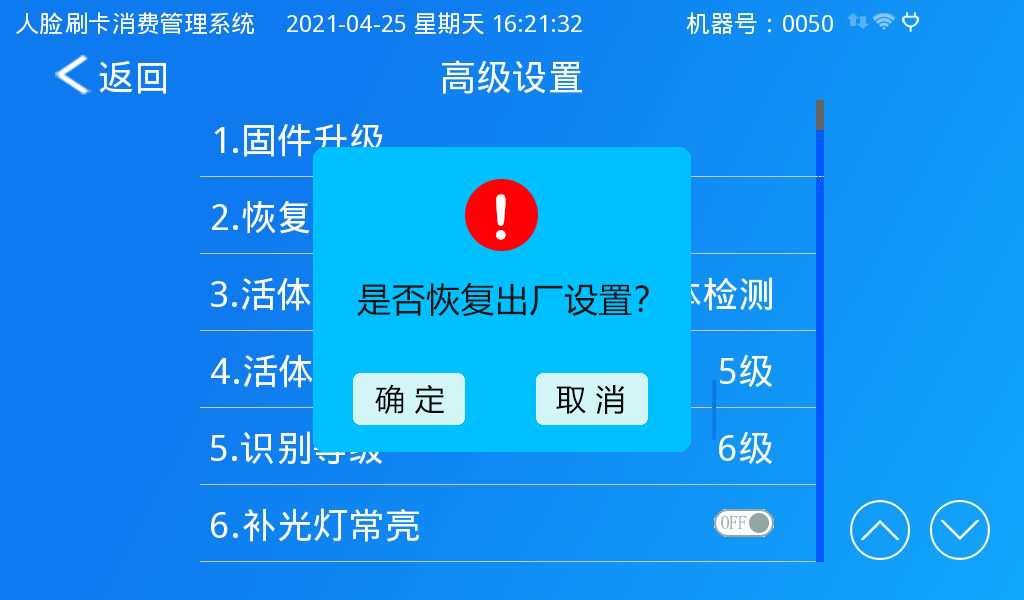 人脸刷卡消费管理系统 2021-04-25 星期天 16:21:32 机器号：0050
返回 高级设置
1.固件升级
2.恢复
3.活体 体检测
是否恢复出厂设置?
4.活体 5级
确定 取消
5.识别等级 6级
6.补光灯常亮 OFF